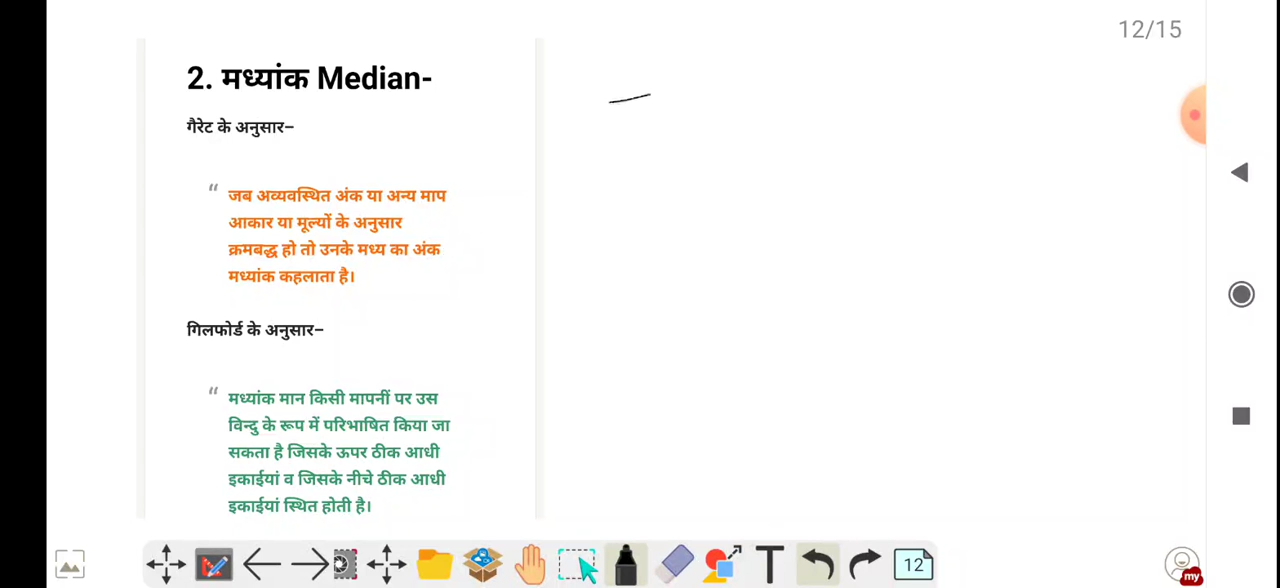 12/15
2. मध्यांक Median-
गैरेट के अनुसार–
“ जब अव्यवस्थित अंक या अन्य माप
आकार या मूल्यों के अनुसार
क्रमबद्ध हो तो उनके मध्य का अंक
मध्यांक कहलाता है।
गिलफोर्ड के अनुसार–
“ मध्यांक मान किसी मापनीं पर उस
विन्दु के रूप में परिभाषित किया जा
सकता है जिसके ऊपर ठीक आधी
इकाईयां व जिसके नीचे ठीक आधी
इकाईयां स्थित होती है।
T
12
my